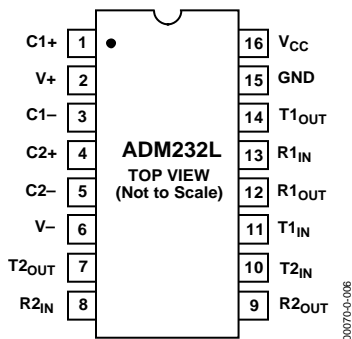 C1+ 1 16 VCC
V+ 2 15 GND
C1– 3 14 T1OUT
C2+ 4 ADM232L 13 R1IN
C2– 5 TOP VIEW (Not to Scale) 12 R1OUT
V– 6 11 T1IN
T2OUT 7 10 T2IN
R2IN 8 9 R2OUT
00070-0-006